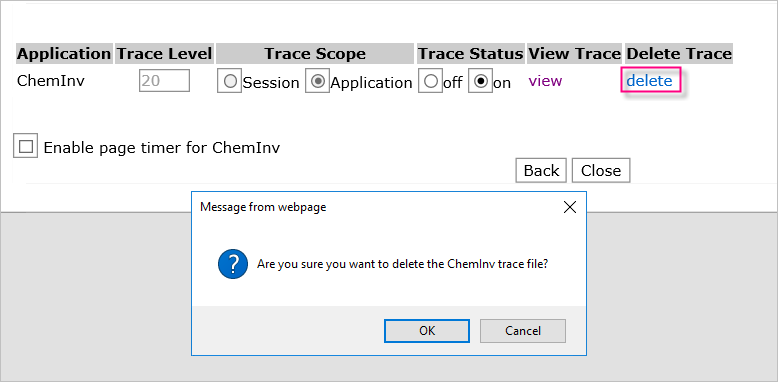 Application Trace Level Trace Scope Trace Status View Trace Delete Trace
ChemInv 20 Session Application off on view delete
Enable page timer for ChemInv
Back Close
Message from webpage
? Are you sure you want to delete the ChemInv trace file?
OK Cancel